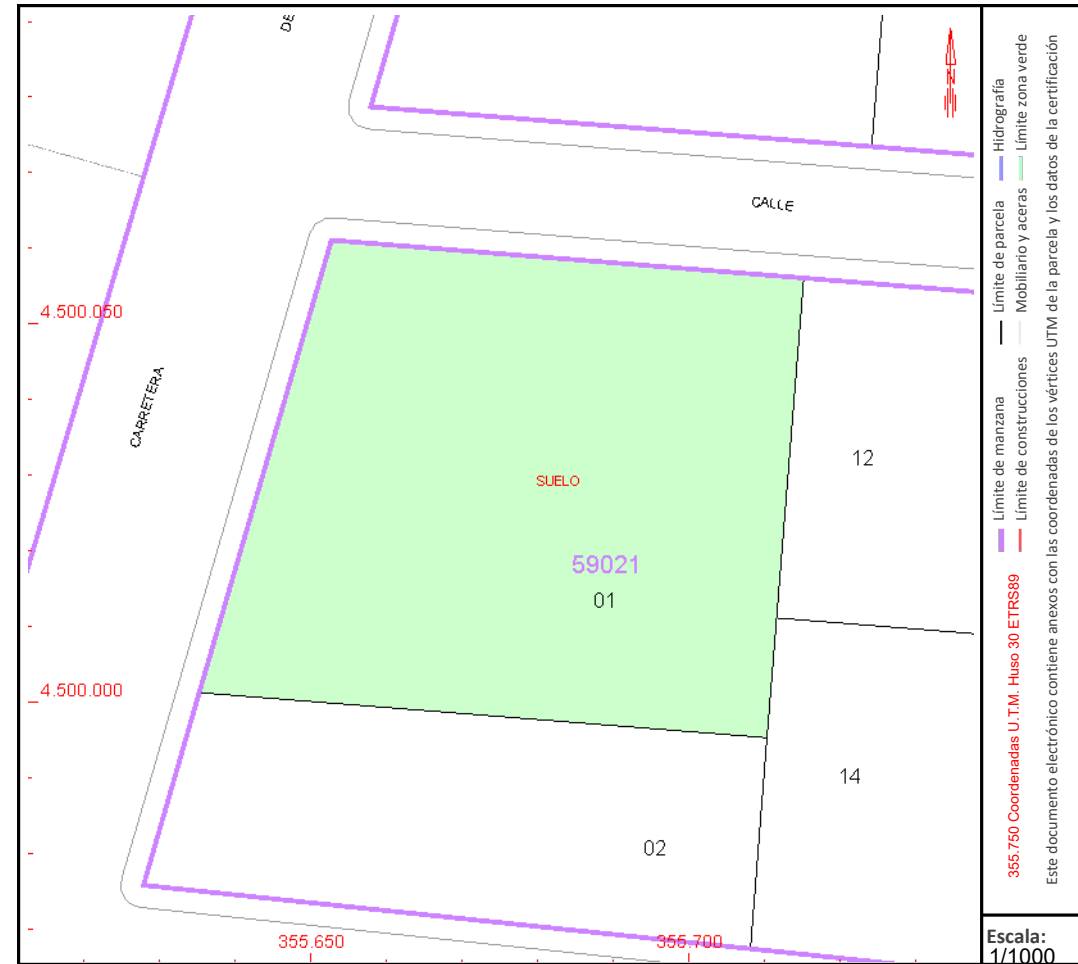 DE
CALLE
4.500.050
CARRETERA
12
SUELO
59021
01
4.500.000
14
02
355.650
355.700
N
Hidrografía
Límite zona verde
Límite de parcela
Mobiliario y aceras
Límite de manzana
Límite de construcciones
355.750 Coordenadas U.T.M. Huso 30 ETRS89
Este documento electrónico contiene anexos con las coordenadas de los vértices UTM de la parcela y los datos de la certificación
Escala:
1/1000